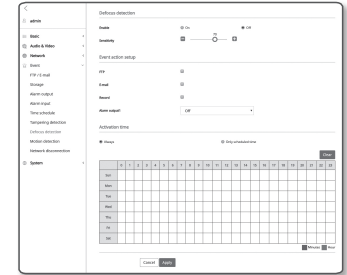 admin
Basic
Audio & Video
Network
Event
FTP / E-mail
Storage
Alarm output
Alarm input
Time schedule
Tampering detection
Defocus detection
Motion detection
Network disconnection
System
Defocus detection
Enable
On
Off
Sensitivity
Event action setup
FTP
E-mail
Record
Alarm output1
Off
Activation time
Always
Only scheduled time
Clear
0 1 2 3 4 5 6 7 8 9 10 11 12 13 14 15 16 17 18 19 20 21 22 23
Sun
Mon
Tue
Wed
Thu
Fri
Sat
Minutes
Hour
Cancel
Apply